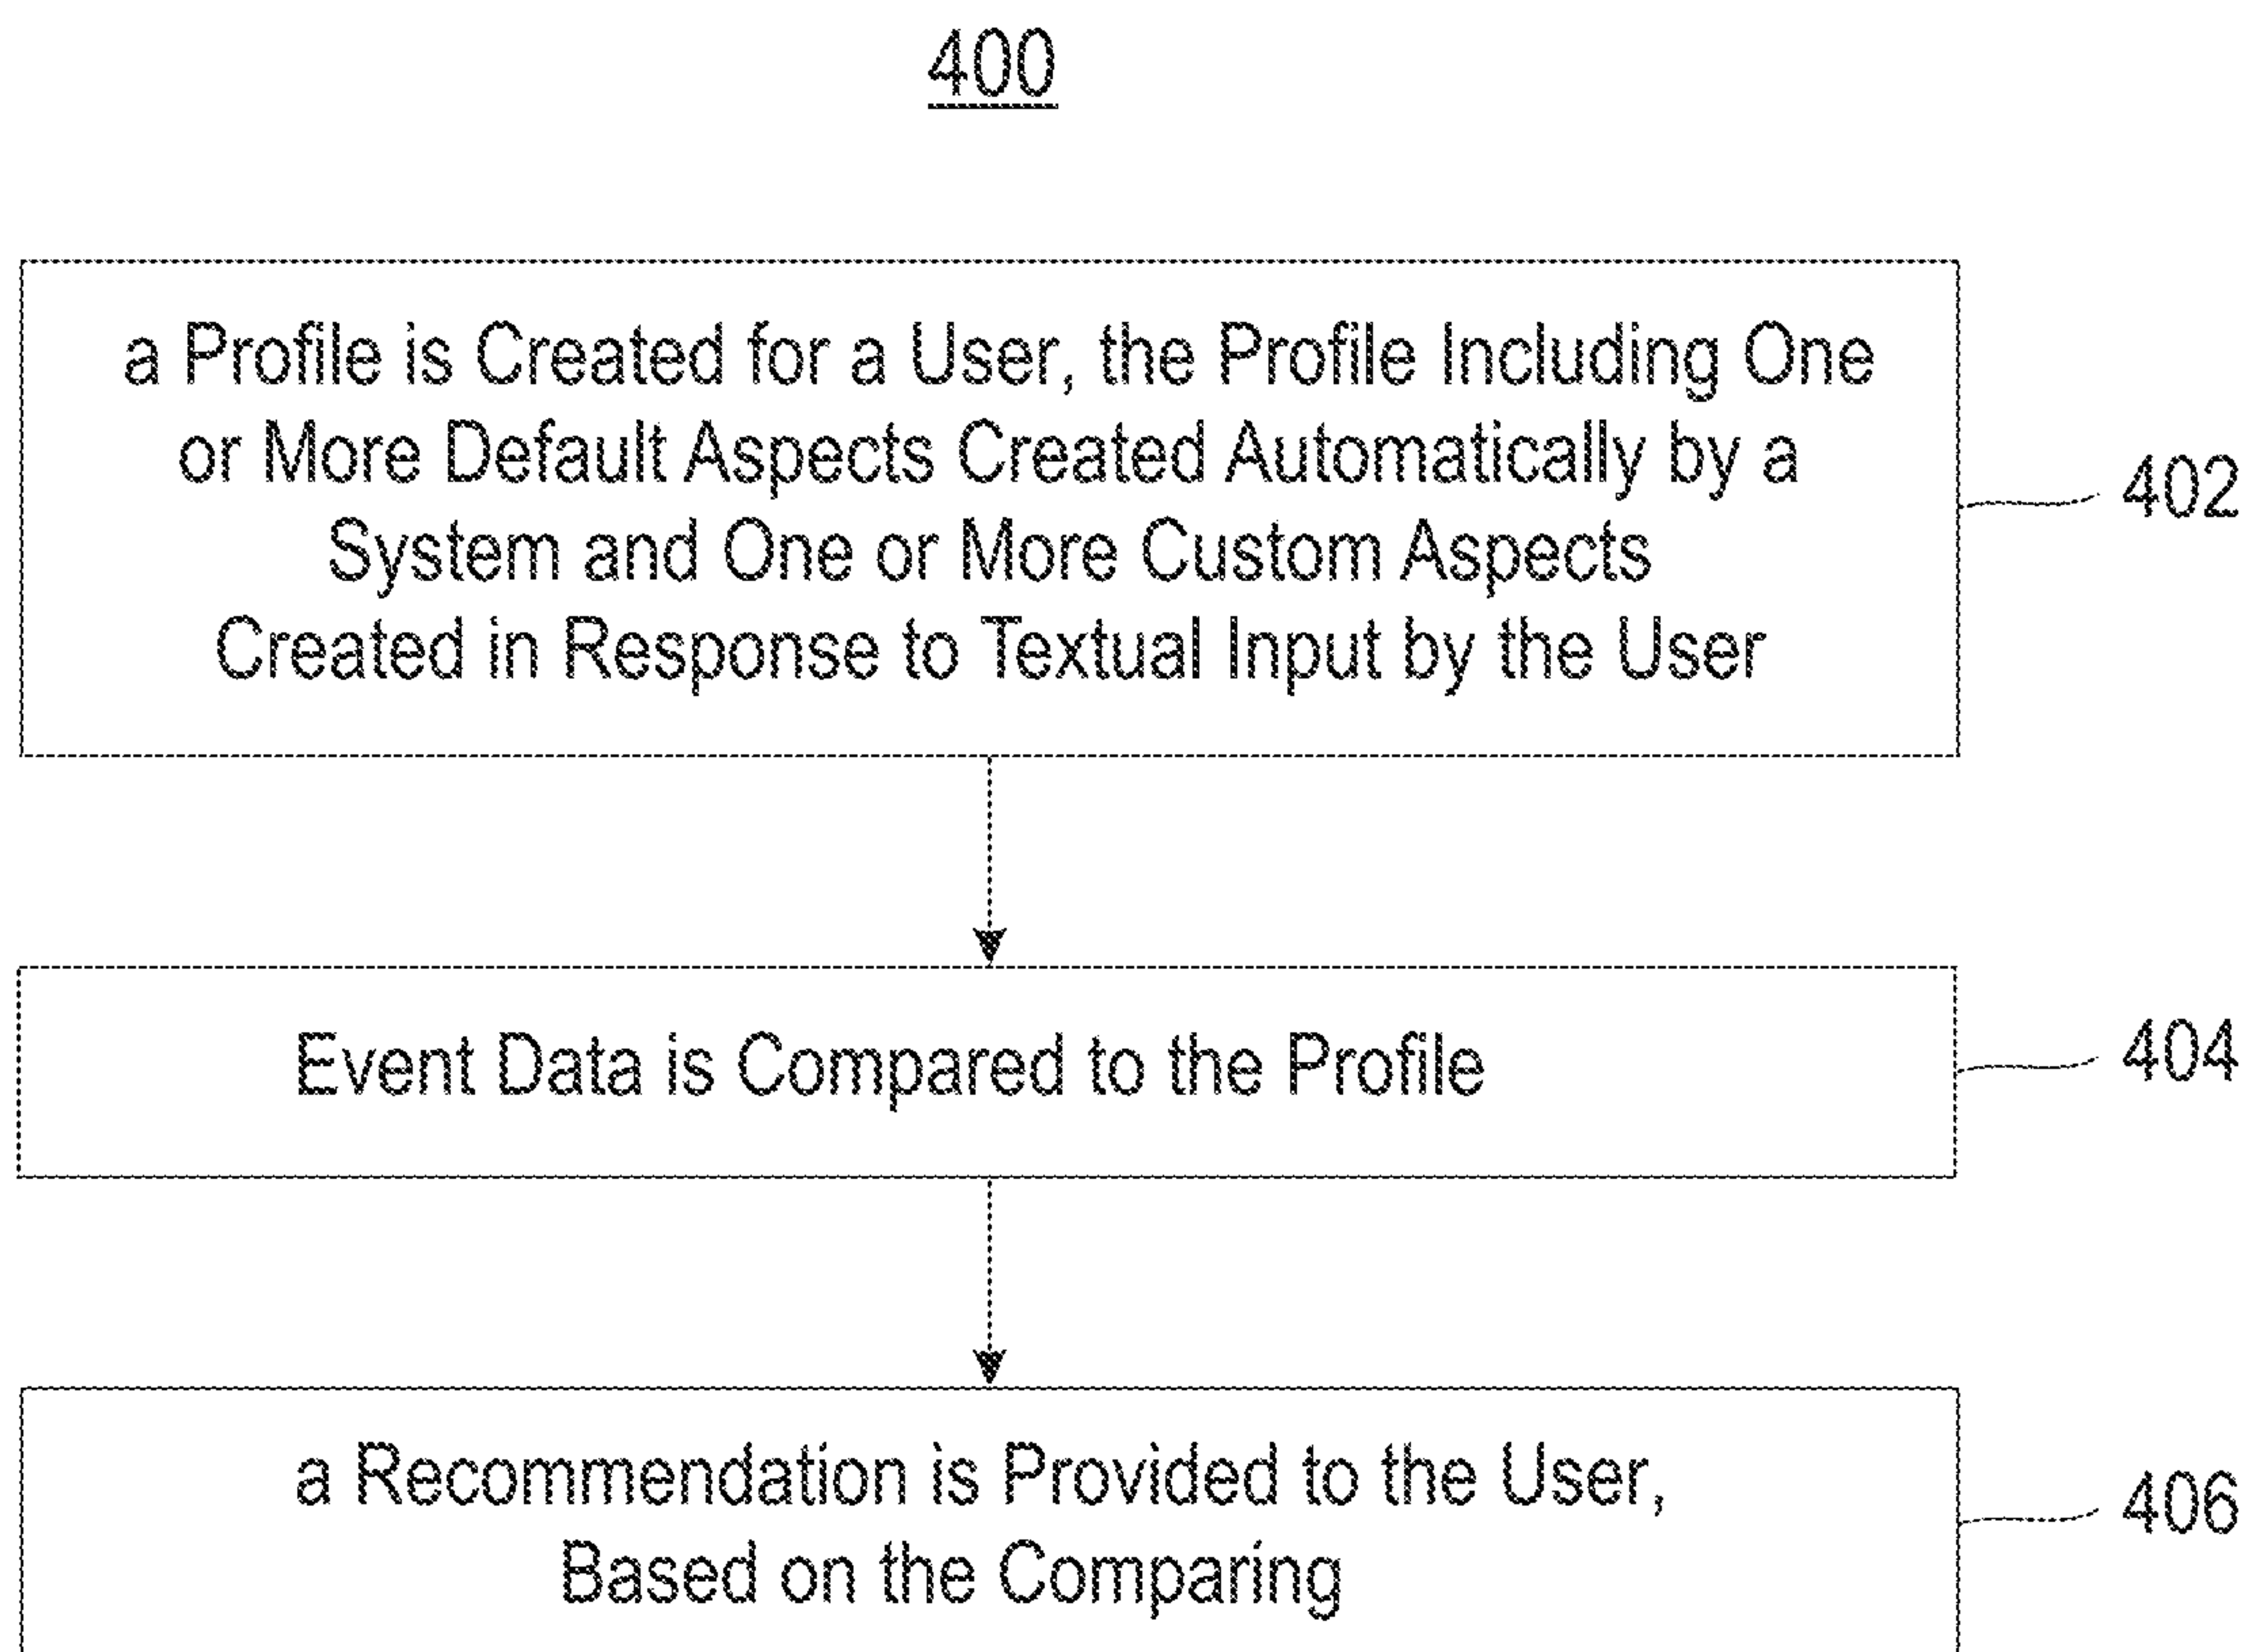 400
a Profile is Created for a User, the Profile Including One
or More Default Aspects Created Automatically by a
System and One or More Custom Aspects
Created in Response to Textual Input by the User
402
Event Data is Compared to the Profile
404
a Recommendation is Provided to the User,
Based on the Comparing
406